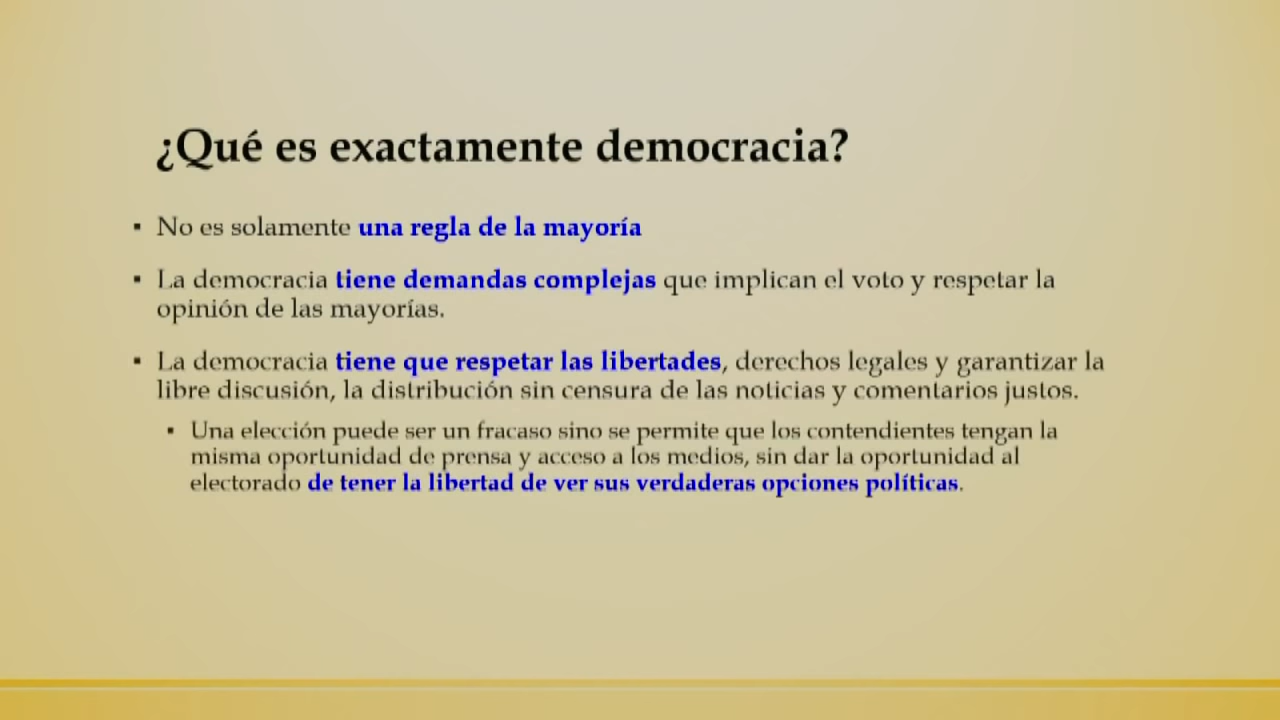 ¿Qué es exactamente democracia?
▪ No es solamente una regla de la mayoría
▪ La democracia tiene demandas complejas que implican el voto y respetar la
opinión de las mayorías.
▪ La democracia tiene que respetar las libertades, derechos legales y garantizar la
libre discusión, la distribución sin censura de las noticias y comentarios justos.
▪ Una elección puede ser un fracaso sino se permite que los contendientes tengan la
misma oportunidad de prensa y acceso a los medios, sin dar la oportunidad al
electorado de tener la libertad de ver sus verdaderas opciones políticas.